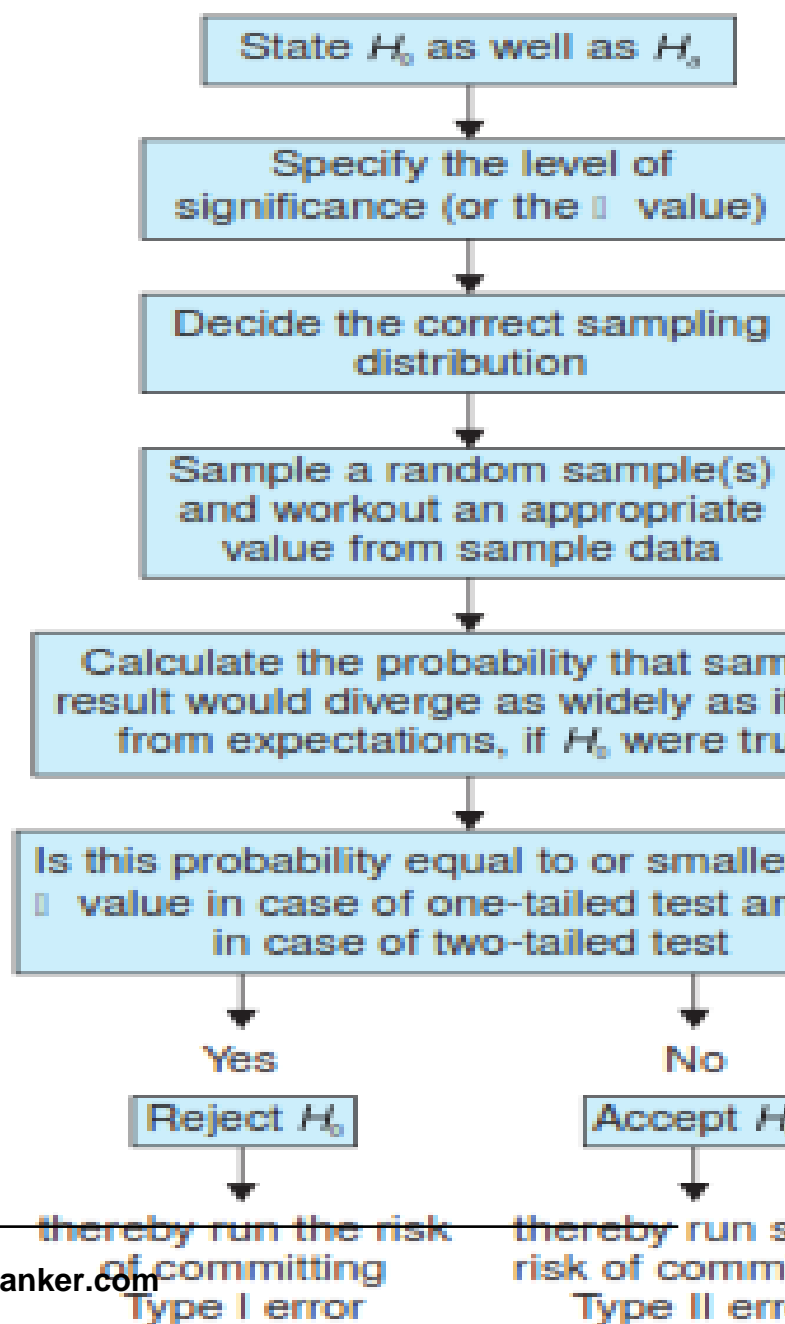 State H₀ as well as Hₐ
Specify the level of
significance (or the ▯ value)
Decide the correct sampling
distribution
Sample a random sample(s)
and workout an appropriate
value from sample data
Calculate the probability that sam
result would diverge as widely as i
from expectations, if H₀ were tru
Is this probability equal to or smalle
▯ value in case of one-tailed test an
in case of two-tailed test
Yes
No
Reject H₀
Accept H
thereby run the risk
of committing
Type I error
thereby run s
risk of comm
Type II err
anker.com